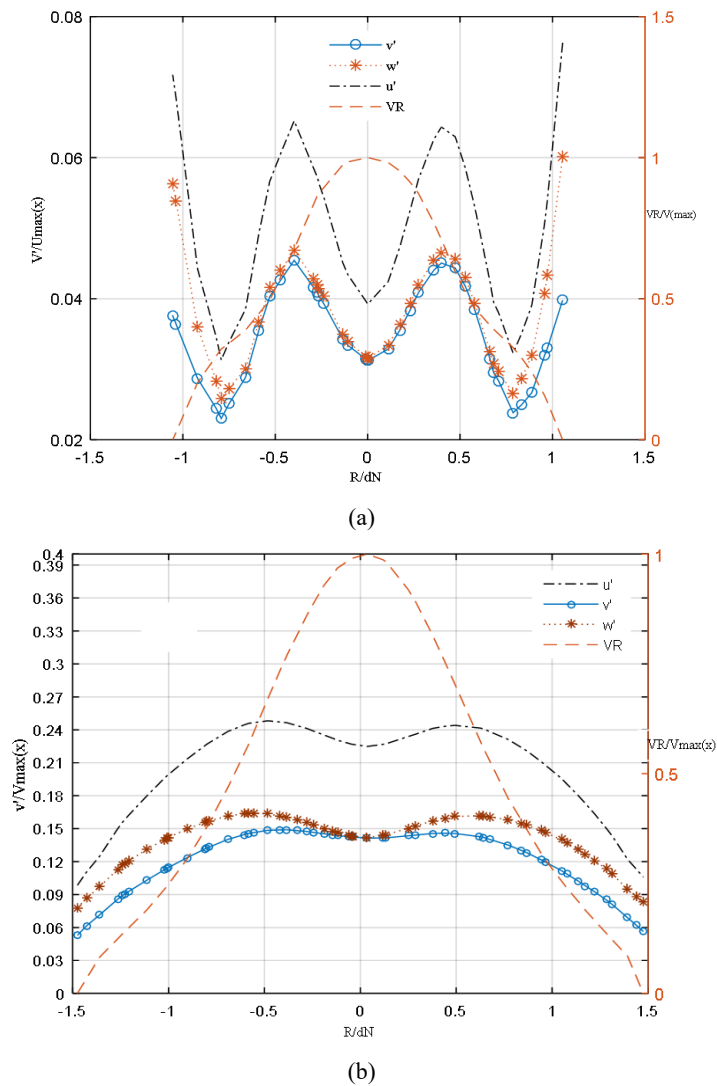 0.08
1.5
v'
w'
u'
VR
0.06
1
V'/Umax(x)
VR/V(max)
0.04
0.5
0.02
0
-1.5
-1
-0.5
0
0.5
1
1.5
R/dN
(a)
0.4
1
0.39
0.36
u'
v'
0.33
w'
VR
0.3
0.27
0.24
v'/Vmax(x)
VR/Vmax(x)
0.21
0.5
0.18
0.15
0.12
0.09
0.06
0.03
0
0
-1.5
-1
-0.5
0
0.5
1
1.5
R/dN
(b)